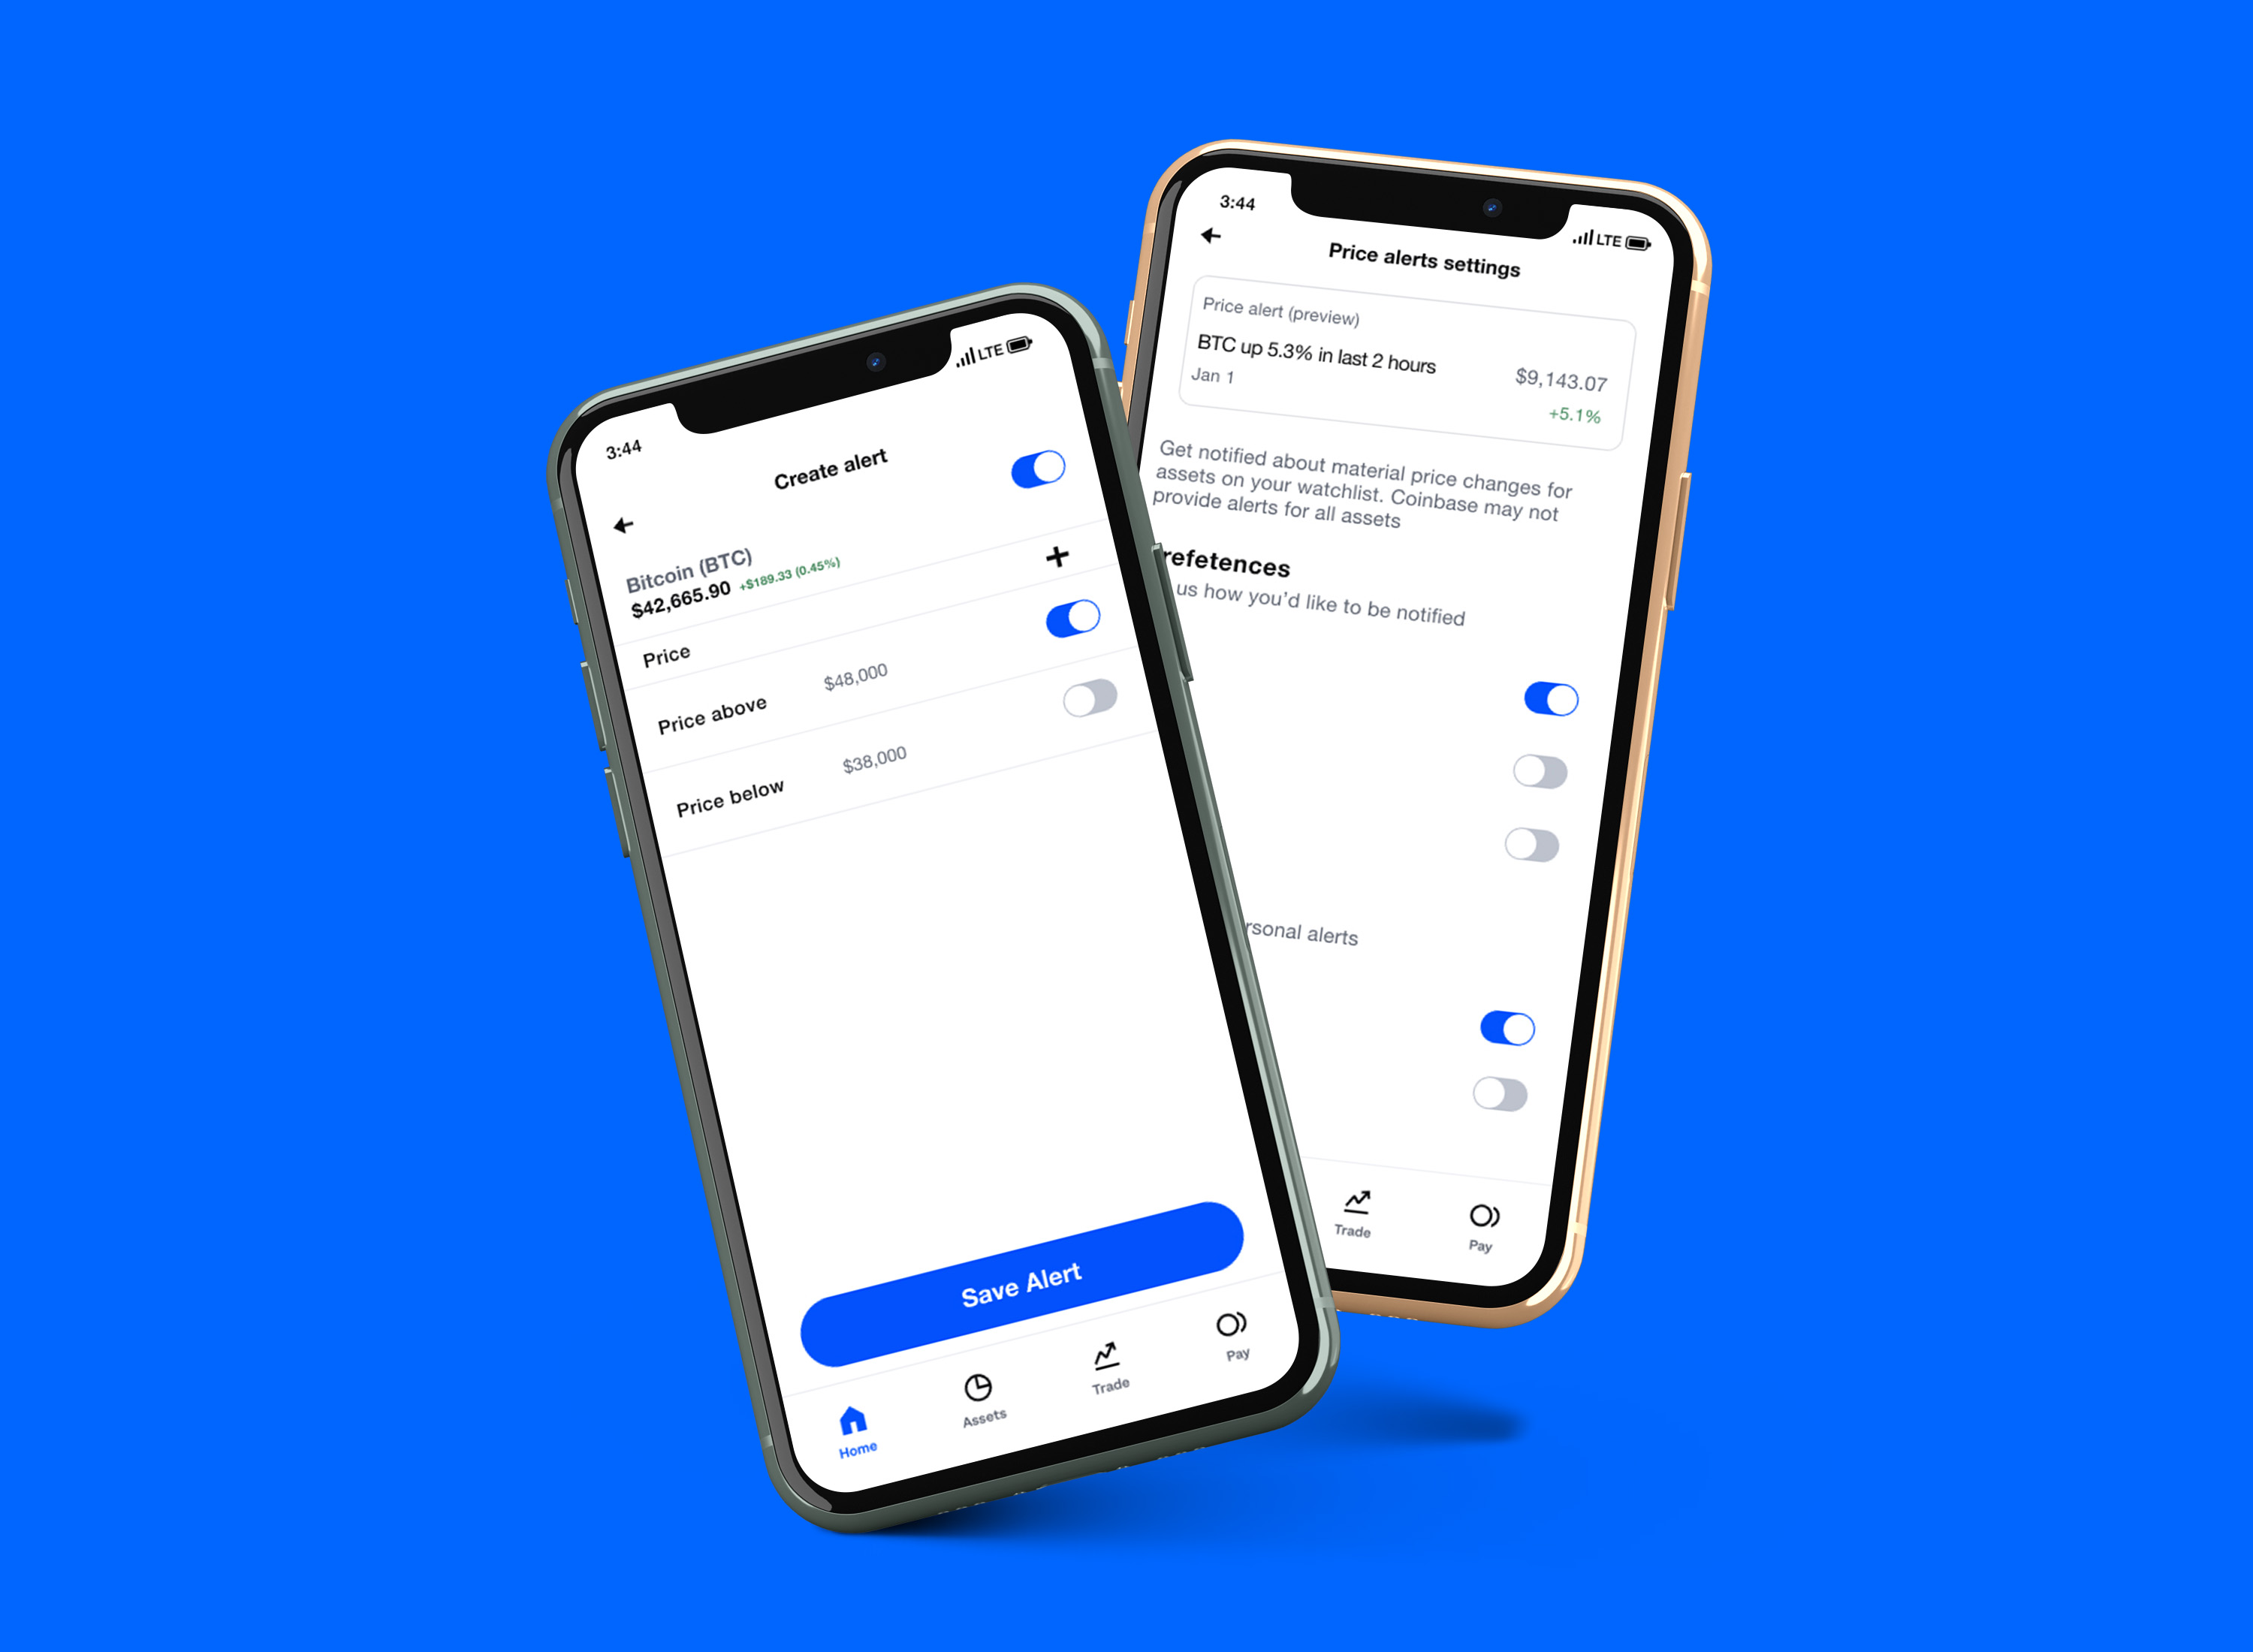 3:44
LTE
Create alert
Bitcoin (BTC)
$42,665.90 +$189.33 (0.45%)
Price
Price above $48,000
Price below $38,000
Save Alert
Home
Assets
Trade
Pay
3:44
LTE
Price alerts settings
Price alert (preview)
BTC up 5.3% in last 2 hours
$9,143.07
Jan 1
+5.1%
Get notified about material price changes for
assets on your watchlist. Coinbase may not
provide alerts for all assets
refetences
us how you'd like to be notified
rsonal alerts
Trade
Pay